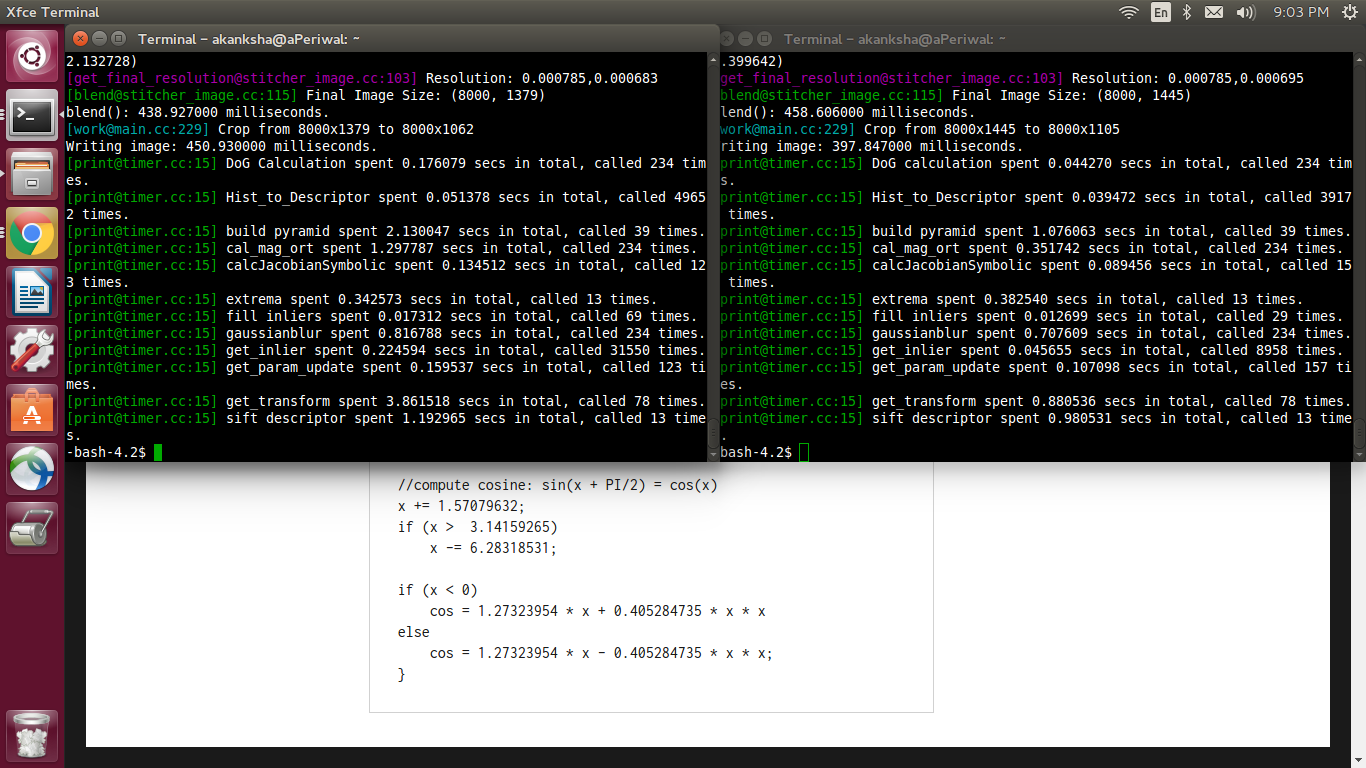 Xfce Terminal
En
9:03 PM
Terminal – akanksha@aPeriwal: ~
2.132728)
[get_final_resolution@stitcher_image.cc:103] Resolution: 0.000785,0.000683
[blend@stitcher_image.cc:115] Final Image Size: (8000, 1379)
blend(): 438.927000 milliseconds.
[work@main.cc:229] Crop from 8000x1379 to 8000x1062
Writing image: 450.930000 milliseconds.
[print@timer.cc:15] DoG Calculation spent 0.176079 secs in total, called 234 tim
es.
[print@timer.cc:15] Hist_to_Descriptor spent 0.051378 secs in total, called 4965
2 times.
[print@timer.cc:15] build pyramid spent 2.130047 secs in total, called 39 times.
[print@timer.cc:15] cal_mag_ort spent 1.297787 secs in total, called 234 times.
[print@timer.cc:15] calcJacobianSymbolic spent 0.134512 secs in total, called 12
3 times.
[print@timer.cc:15] extrema spent 0.342573 secs in total, called 13 times.
[print@timer.cc:15] fill inliers spent 0.017312 secs in total, called 69 times.
[print@timer.cc:15] gaussianblur spent 0.816788 secs in total, called 234 times.
[print@timer.cc:15] get_inlier spent 0.224594 secs in total, called 31550 times.
[print@timer.cc:15] get_param_update spent 0.159537 secs in total, called 123 ti
mes.
[print@timer.cc:15] get_transform spent 3.861518 secs in total, called 78 times.
[print@timer.cc:15] sift descriptor spent 1.192965 secs in total, called 13 time
s.
-bash-4.2$
Terminal – akanksha@aPeriwal: ~
.399642)
get_final_resolution@stitcher_image.cc:103] Resolution: 0.000785,0.000695
blend@stitcher_image.cc:115] Final Image Size: (8000, 1445)
lend(): 458.606000 milliseconds.
work@main.cc:229] Crop from 8000x1445 to 8000x1105
riting image: 397.847000 milliseconds.
print@timer.cc:15] DoG Calculation spent 0.044270 secs in total, called 234 tim
s.
print@timer.cc:15] Hist_to_Descriptor spent 0.039472 secs in total, called 3917
times.
print@timer.cc:15] build pyramid spent 1.076063 secs in total, called 39 times.
print@timer.cc:15] cal_mag_ort spent 0.351742 secs in total, called 234 times.
print@timer.cc:15] calcJacobianSymbolic spent 0.089456 secs in total, called 15
times.
print@timer.cc:15] extrema spent 0.382540 secs in total, called 13 times.
print@timer.cc:15] fill inliers spent 0.012699 secs in total, called 29 times.
print@timer.cc:15] gaussianblur spent 0.707609 secs in total, called 234 times.
print@timer.cc:15] get_inlier spent 0.045655 secs in total, called 8958 times.
print@timer.cc:15] get_param_update spent 0.107098 secs in total, called 157 ti
es.
print@timer.cc:15] get_transform spent 0.880536 secs in total, called 78 times.
print@timer.cc:15] sift descriptor spent 0.980531 secs in total, called 13 time
.
bash-4.2$
//compute cosine: sin(x + PI/2) = cos(x)
x += 1.57079632;
if (x >  3.14159265)
    x -= 6.28318531;
if (x < 0)
    cos = 1.27323954 * x + 0.405284735 * x * x
else
    cos = 1.27323954 * x - 0.405284735 * x * x;
}